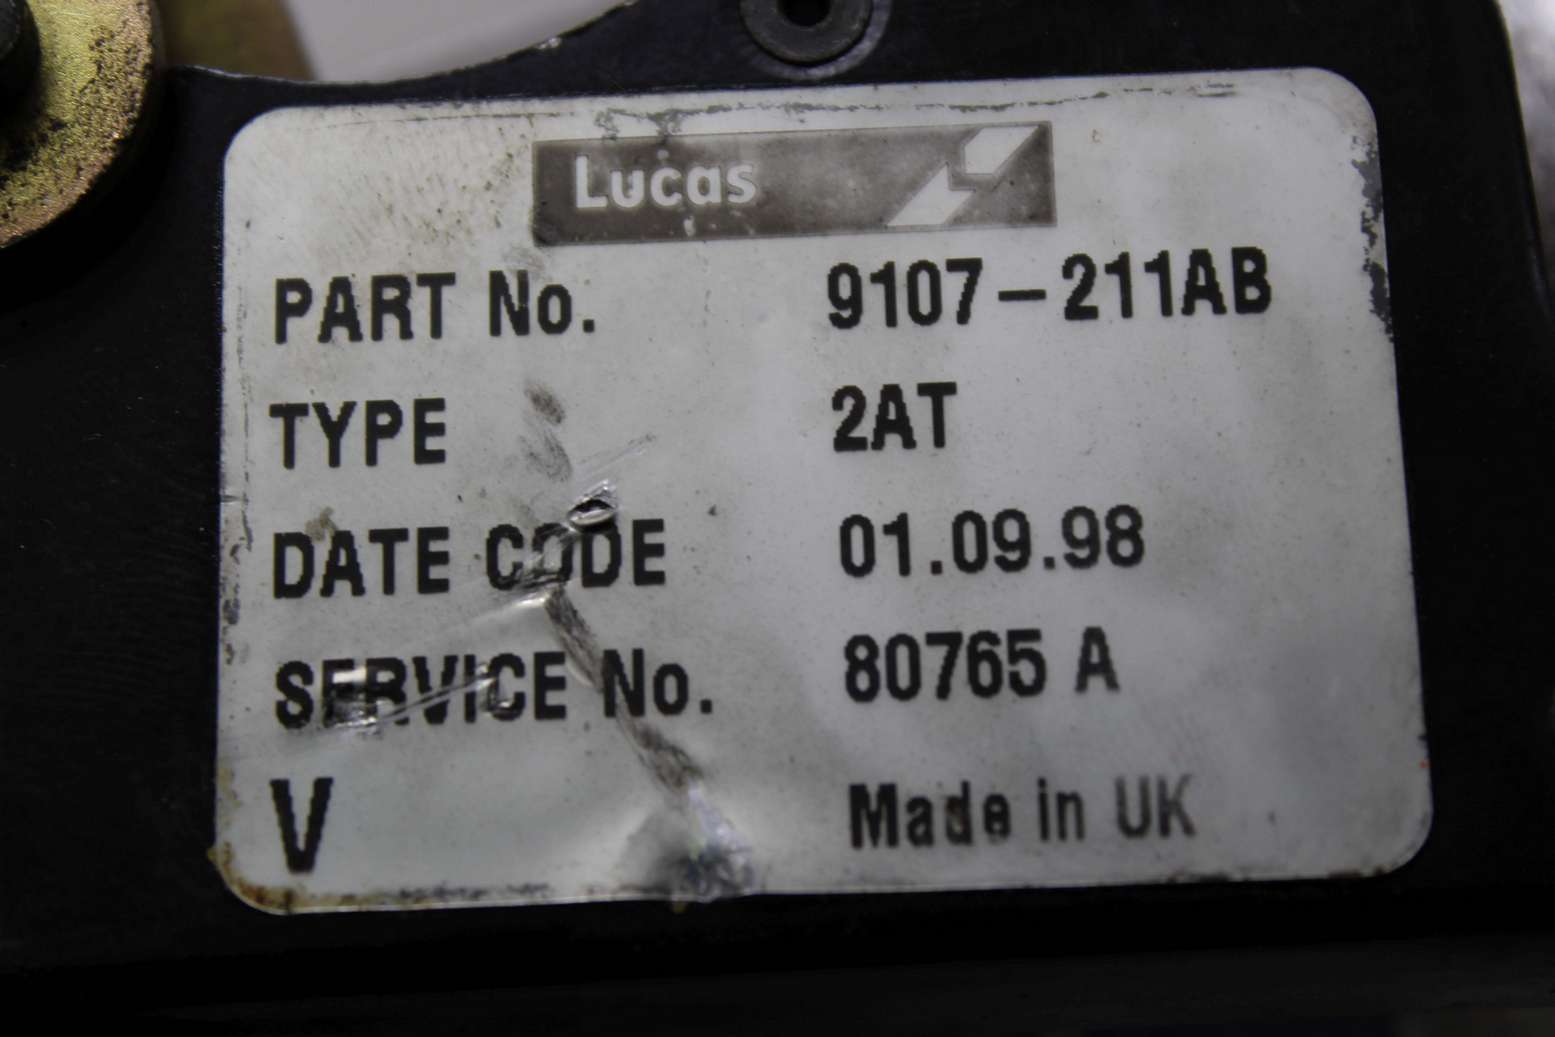 Lucas
PART No. 9107-211AB
TYPE 2AT
DATE CODE 01.09.98
SERVICE No. 80765 A
V Made in UK